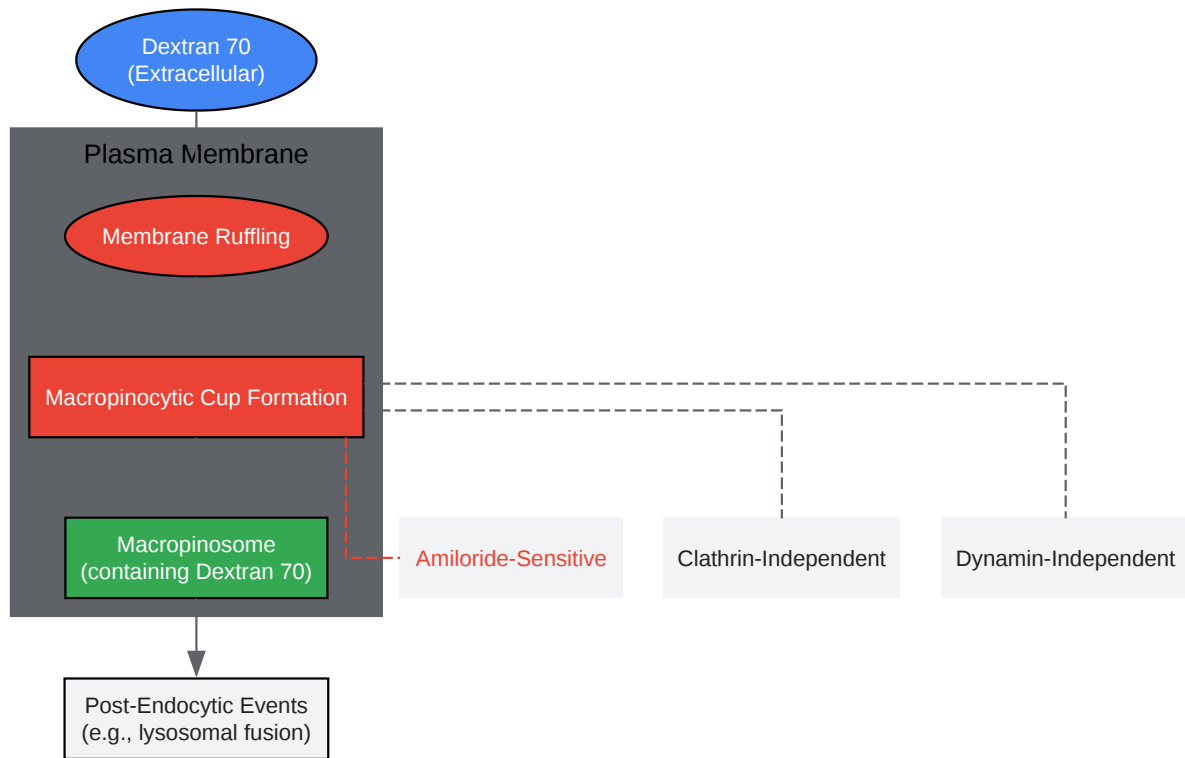 Dextran 70
(Extracellular)
Plasma Membrane
Membrane Ruffling
Macropinocytic Cup Formation
Macropinosome
(containing Dextran 70)
Amiloride-Sensitive
Clathrin-Independent
Dynamin-Independent
Post-Endocytic Events
(e.g., lysosomal fusion)